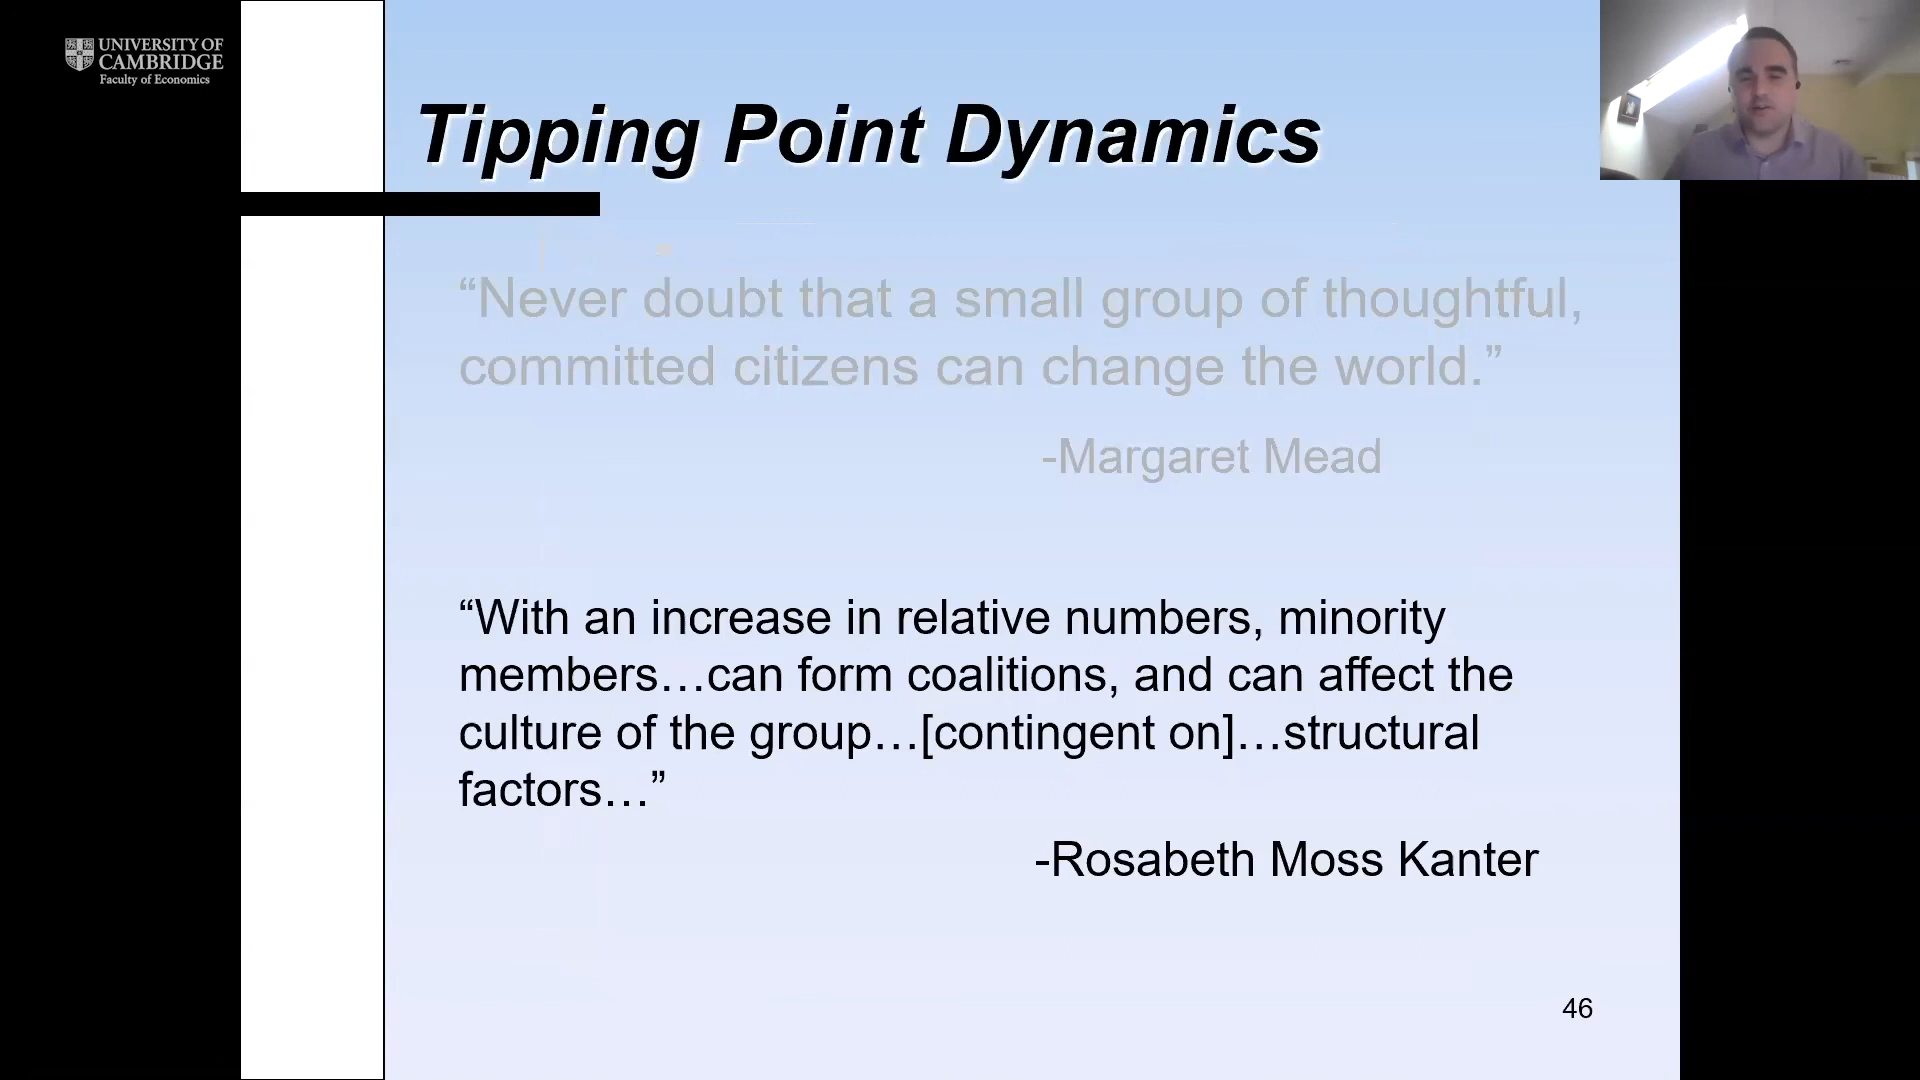 UNIVERSITY OF
CAMBRIDGE
Faculty of Economics
Tipping Point Dynamics
“Never doubt that a small group of thoughtful,
committed citizens can change the world.”
-Margaret Mead
“With an increase in relative numbers, minority
members…can form coalitions, and can affect the
culture of the group…[contingent on]…structural
factors…”
-Rosabeth Moss Kanter
46